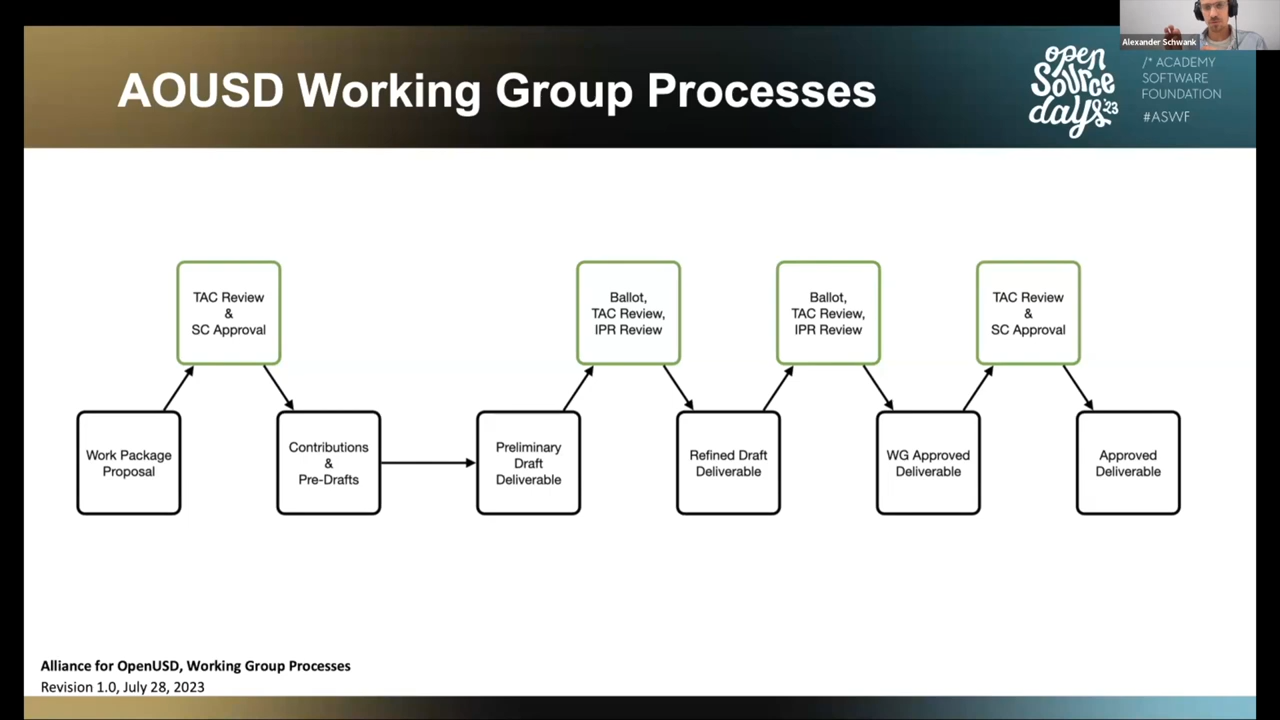 Alexander Schwank
AOUSD Working Group Processes
open
source
days '23
/* ACADEMY
SOFTWARE
FOUNDATION
#ASWF
TAC Review
&
SC Approval
Ballot,
TAC Review,
IPR Review
Ballot,
TAC Review,
IPR Review
TAC Review
&
SC Approval
Work Package
Proposal
Contributions
&
Pre-Drafts
Preliminary
Draft
Deliverable
Refined Draft
Deliverable
WG Approved
Deliverable
Approved
Deliverable
Alliance for OpenUSD, Working Group Processes
Revision 1.0, July 28, 2023